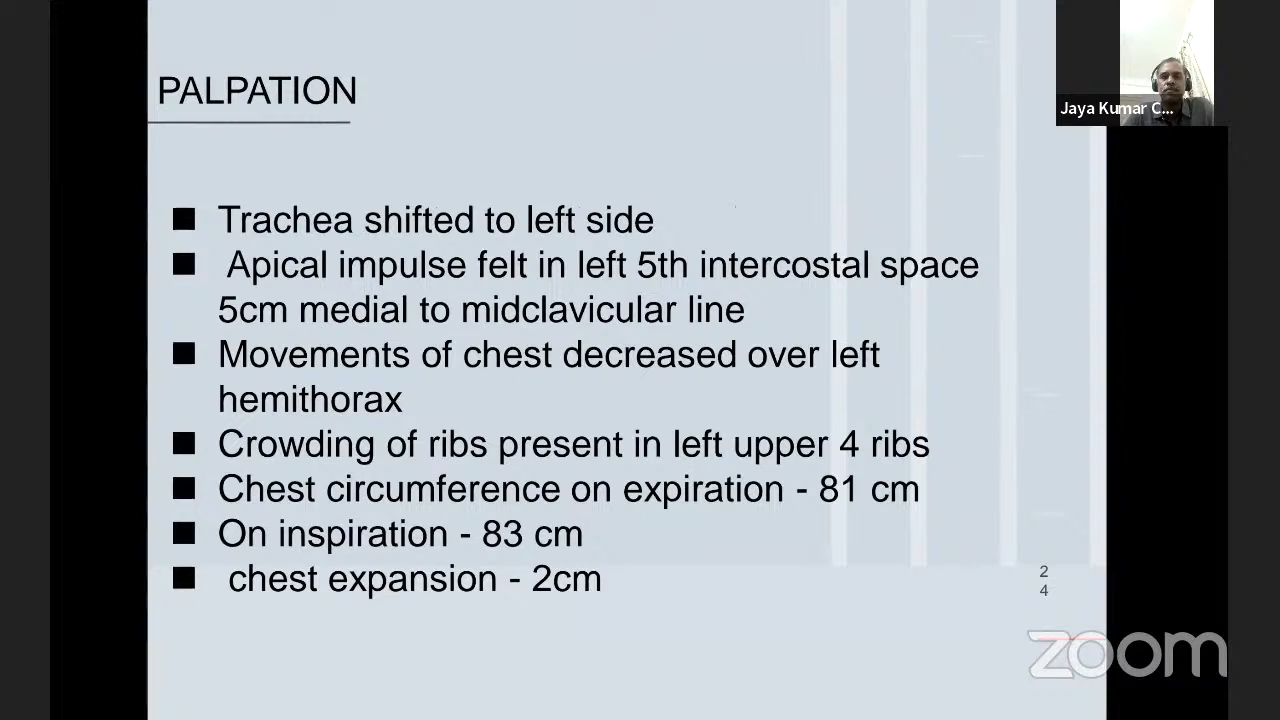 PALPATION
Jaya Kumar C...
■ Trachea shifted to left side
■ Apical impulse felt in left 5th intercostal space
5cm medial to midclavicular line
■ Movements of chest decreased over left
hemithorax
■ Crowding of ribs present in left upper 4 ribs
■ Chest circumference on expiration - 81 cm
■ On inspiration - 83 cm
■ chest expansion - 2cm
2
4
zoom